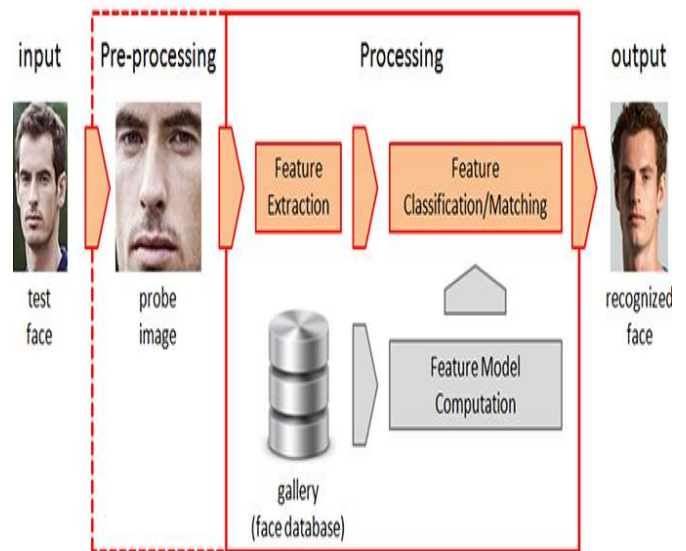 input
Pre-processing
Processing
output
test
face
probe
image
Feature
Extraction
Feature
Classification/Matching
recognized
face
gallery
(face database)
Feature Model
Computation